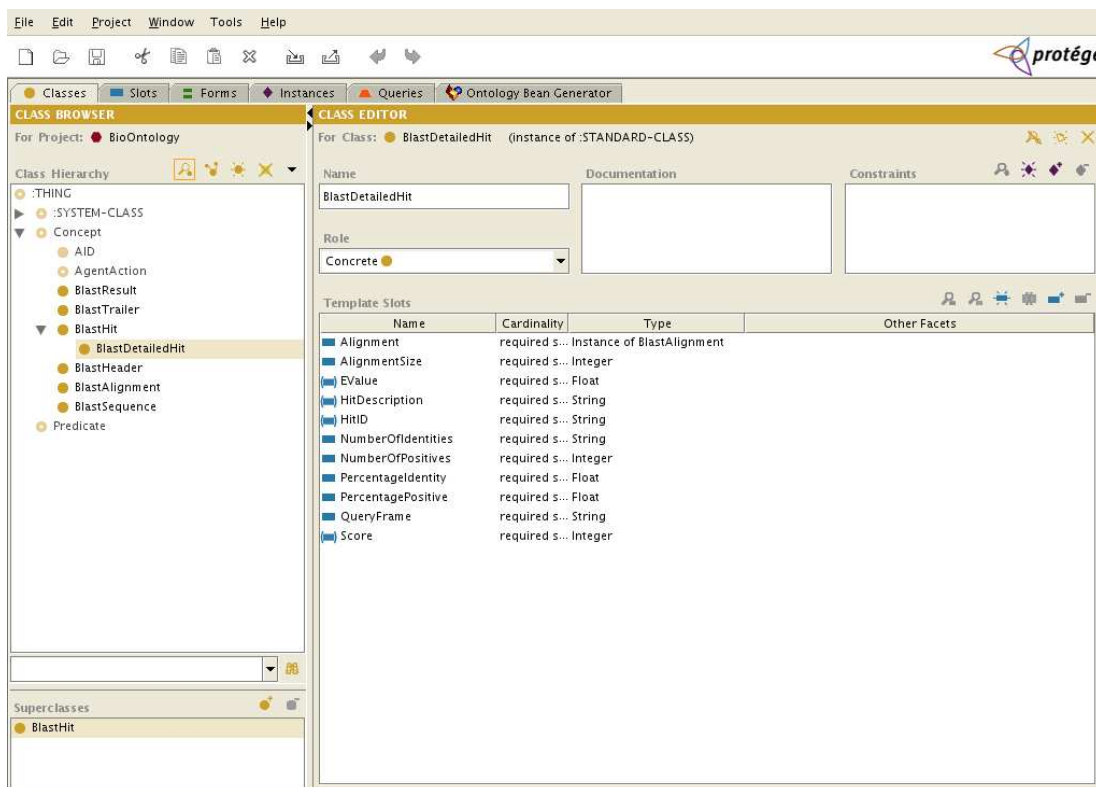 File Edit Project Window Tools Help
protégé
Classes Slots Forms Instances Queries Ontology Bean Generator
CLASS BROWSER
For Project: BioOntology
Class Hierarchy
:THING
:SYSTEM-CLASS
Concept
AID
AgentAction
BlastResult
BlastTrailer
BlastHit
BlastDetailedHit
BlastHeader
BlastAlignment
BlastSequence
Predicate
Superclasses
BlastHit
CLASS EDITOR
For Class: BlastDetailedHit (instance of :STANDARD-CLASS)
Name Documentation Constraints
BlastDetailedHit
Role
Concrete
Template Slots
Name Cardinality Type Other Facets
Alignment required s... Instance of BlastAlignment
AlignmentSize required s... Integer
EValue required s... Float
HitDescription required s... String
HitID required s... String
NumberOfIdentities required s... String
NumberOfPositives required s... Integer
PercentageIdentity required s... Float
PercentagePositive required s... Float
QueryFrame required s... String
Score required s... Integer